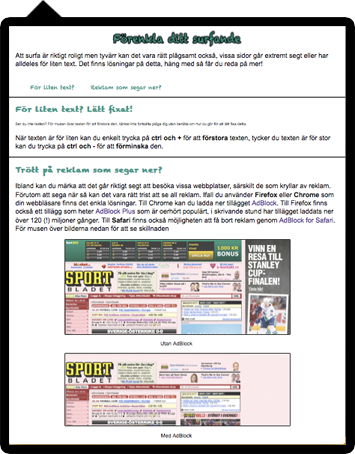 Förenkla ditt surfande
Att surfa är riktigt roligt men tyvärr kan det vara rätt plågsamt också, vissa sidor går extremt segt eller har
alldeles för liten text. Det finns lösningar på detta, häng med så får du reda på mer!
För liten text? Reklam som segar ner?
För liten text? Lätt fixat!
När texten är för liten kan du enkelt trycka på ctrl och + för att förstora texten, tycker du texten är för stor
kan du trycka på ctrl och - för att förminska den.
Trött på reklam som segar ner?
Ibland kan du märka att det går riktigt segt att besöka vissa webbplatser, särskilt de som kryllar av reklam.
Förutom att sega när så kan det vara rätt trist att se all reklam. Ifall du använder Firefox eller Chrome som
din webbläsare finns det enkla lösningar. Till Chrome kan du ladda ner tillägget AdBlock. Till Firefox finns
också ett tillägg som heter AdBlock Plus som är oerhört populärt, i skrivande stund har tillägget laddats ner
över 120 (!) miljoner gånger. Till Safari finns också möjligheten att få bort reklam genom AdBlock for Safari.
För musen över bilderna nedan för att se skillnaden
1000 KR
BONUS
VINN EN
RESA TILL
STANLEY
CUP-
FINALEN!
SPORT
BLADET
SVERIGE-ÖSTERRIKE 0-0
Utan AdBlock
SPORT
BLADET
Med AdBlock